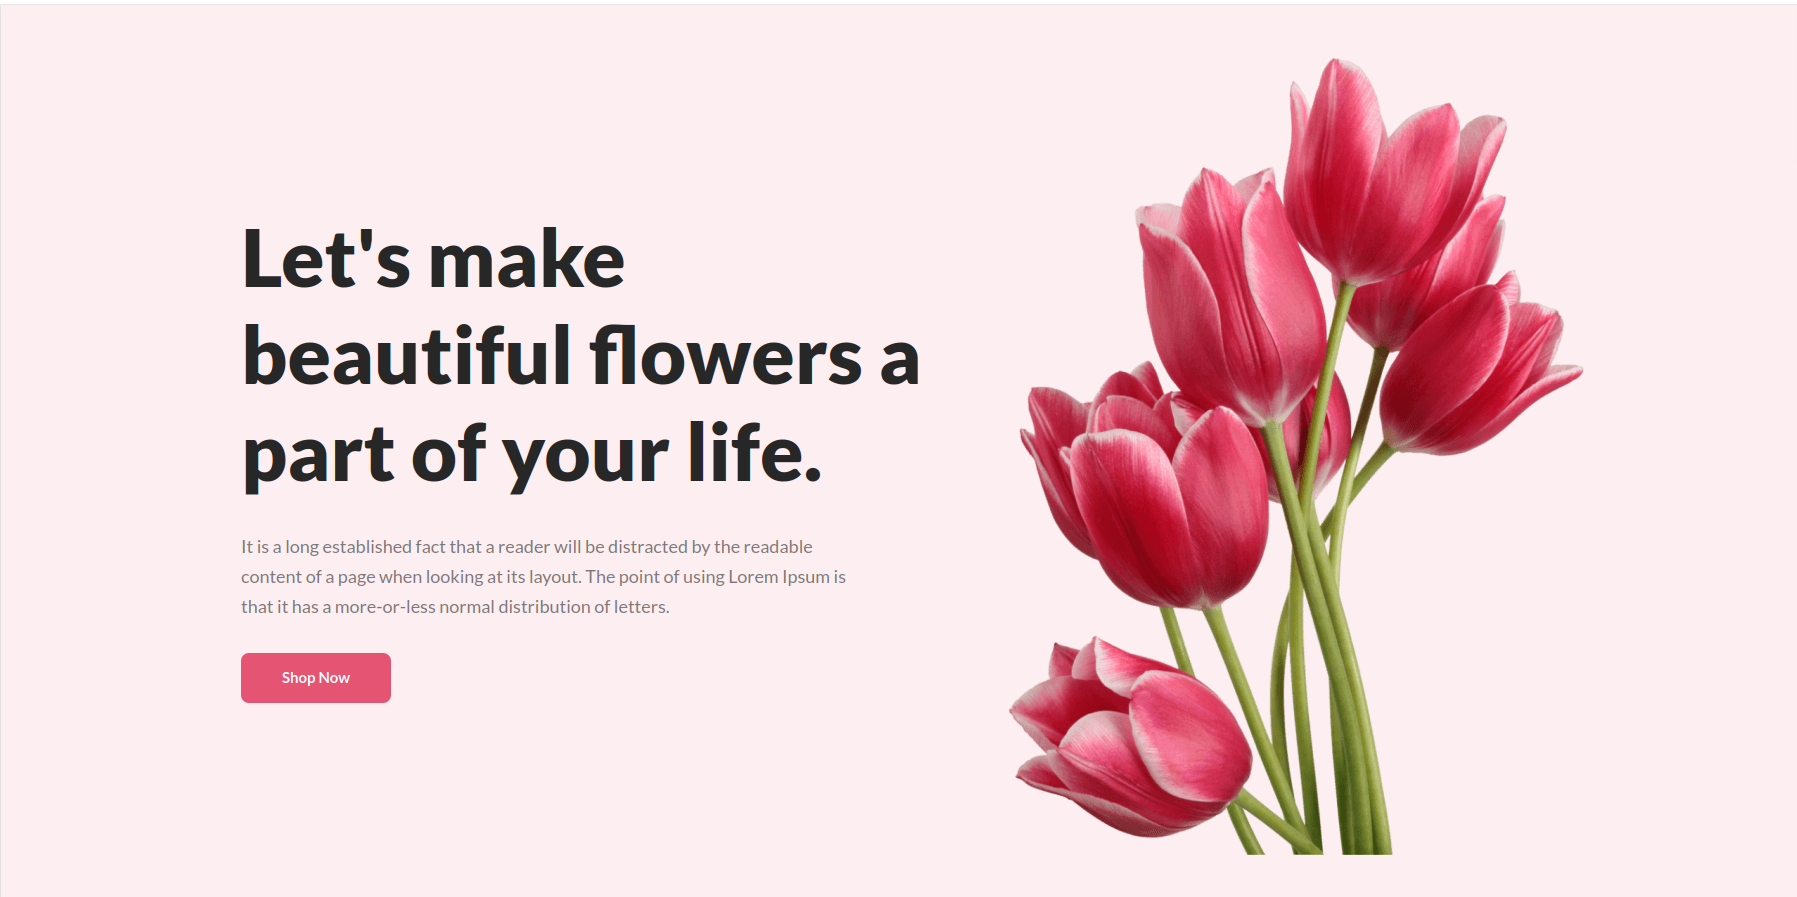 Let's make
beautiful flowers a
part of your life.
It is a long established fact that a reader will be distracted by the readable
content of a page when looking at its layout. The point of using Lorem Ipsum is
that it has a more-or-less normal distribution of letters.
Shop Now